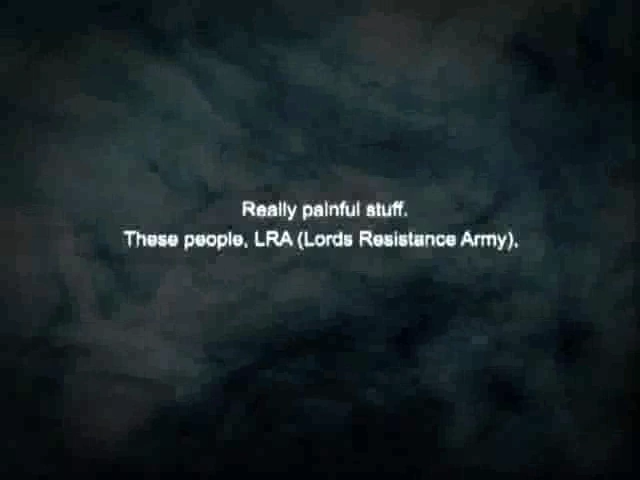 Really painful stuff.
These people, LRA (Lords Resistance Army),